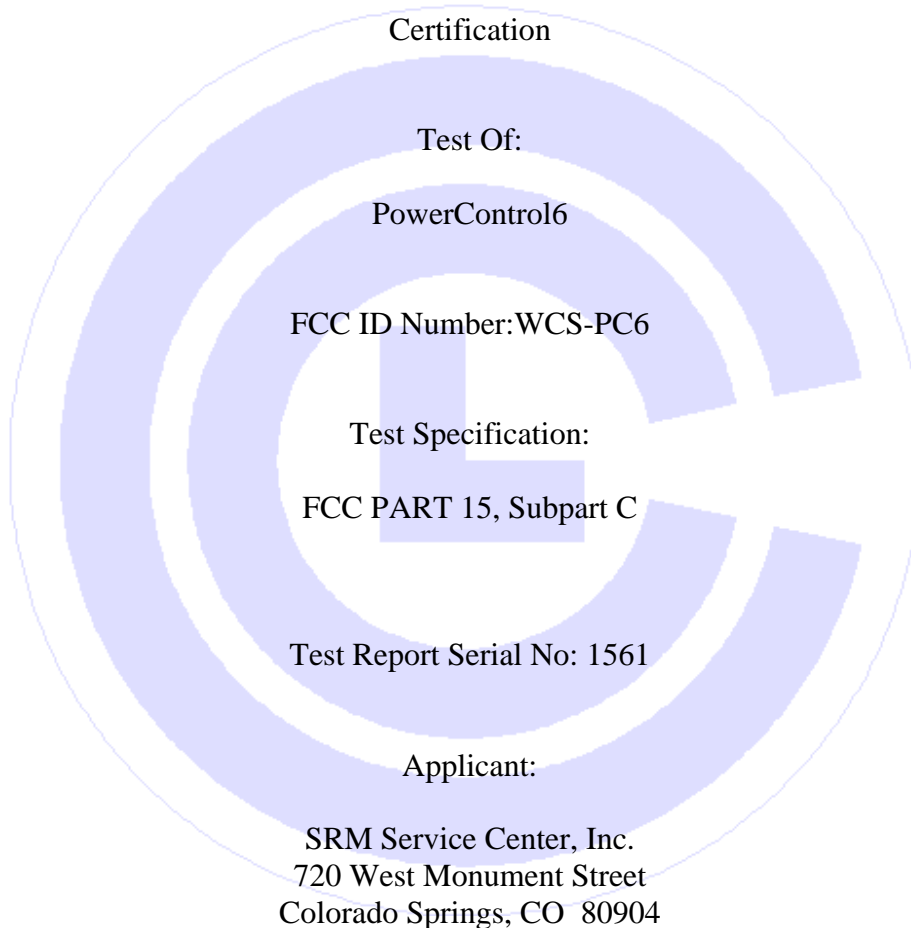 Certification
Test Of:
PowerControl6
FCC ID Number:WCS-PC6
Test Specification:
FCC PART 15, Subpart C
Test Report Serial No: 1561
Applicant:
SRM Service Center, Inc.
720 West Monument Street
Colorado Springs, CO  80904